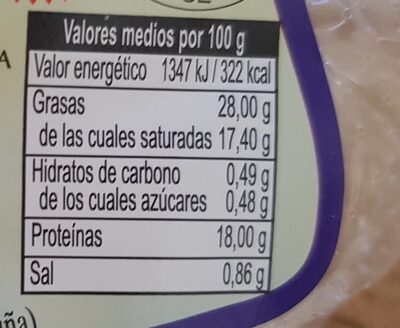 Valores medios por 100 g
Valor energético 1347 kJ / 322 kcal
Grasas 28,00 g
de las cuales saturadas 17,40 g
Hidratos de carbono 0,49 g
de los cuales azúcares 0,48 g
Proteínas 18,00 g
Sal 0,86 g